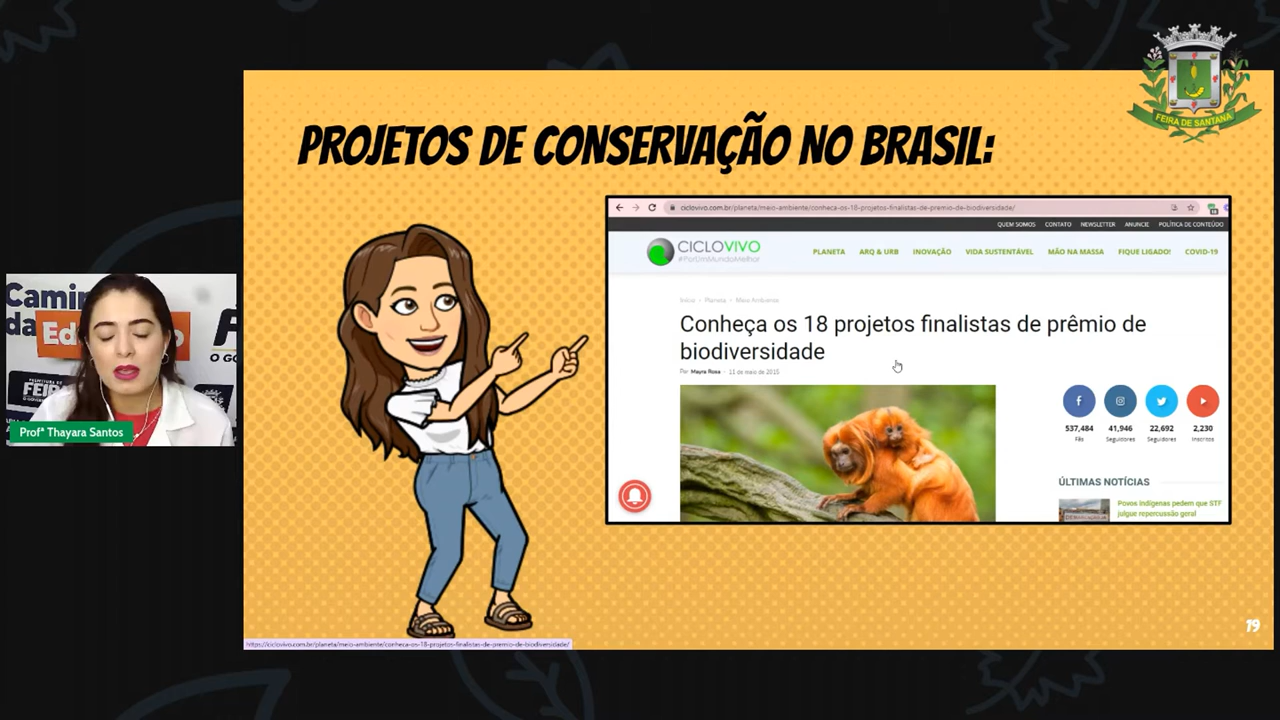 FEIRA DE SANTANA
PROJETOS DE CONSERVAÇÃO NO BRASIL:
ciclovivo.com.br/planeta/meio-ambiente/conheca-os-18-projetos-finalistas-de-premio-de-biodiversidade/
QUEM SOMOS CONTATO NEWSLETTER ANUNCIE POLÍTICA DE CONTEÚDO
CICLOVIVO
#PorUmMundoMelhor
PLANETA ARQ & URB INOVAÇÃO VIDA SUSTENTÁVEL MÃO NA MASSA FIQUE LIGADO! COVID-19
Início › Planeta › Meio Ambiente
Conheça os 18 projetos finalistas de prêmio de
biodiversidade
Por Mayra Rosa - 11 de maio de 2015
537,484 41,946 22,692 2,230
Fãs Seguidores Seguidores Inscritos
ÚLTIMAS NOTÍCIAS
Povos indígenas pedem que STF
julgue repercussão geral
Profª Thayara Santos
19
https://ciclovivo.com.br/planeta/meio-ambiente/conheca-os-18-projetos-finalistas-de-premio-de-biodiversidade/